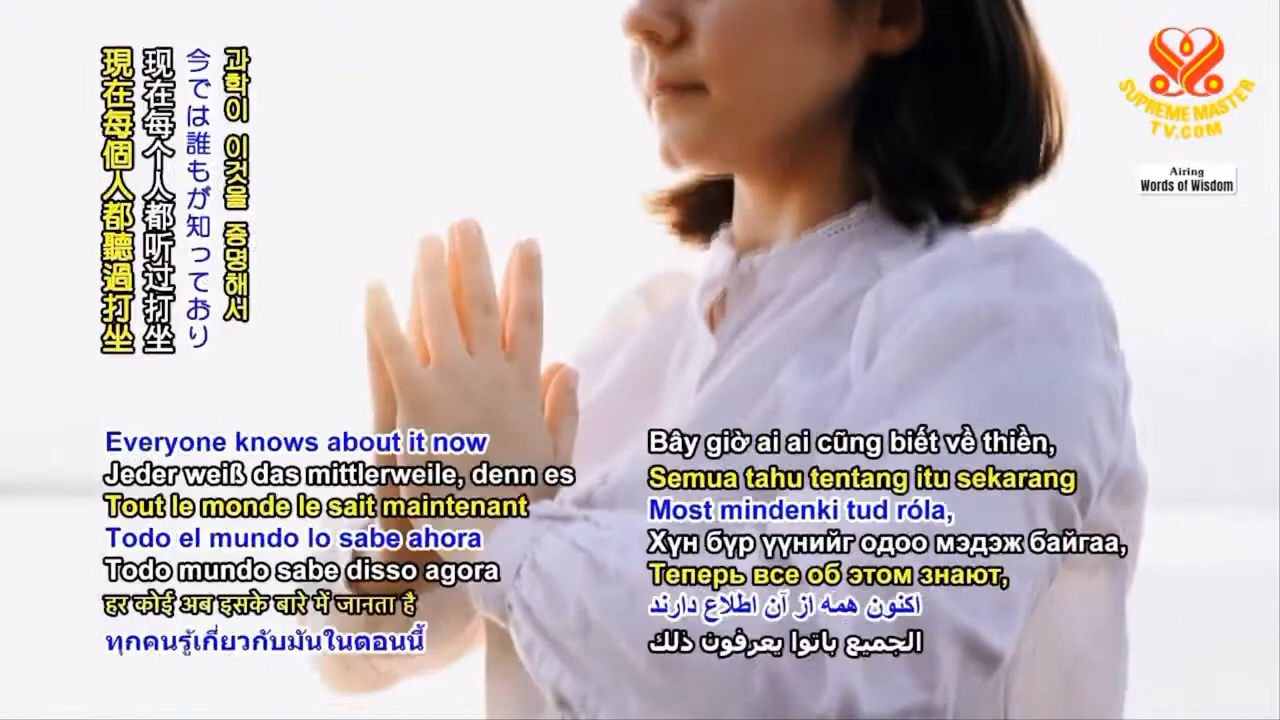 現在每個人都聽過打坐
现在每个人都听过打坐
今では誰もが知っており
과학이 이것을 증명해서
SUPREME MASTER
TV.COM
Airing
Words of Wisdom
Everyone knows about it now
Jeder weiß das mittlerweile, denn es
Tout le monde le sait maintenant
Todo el mundo lo sabe ahora
Todo mundo sabe disso agora
हर कोई अब इसके बारे में जानता है
ทุกคนรู้เกี่ยวกับมันในตอนนี้
Bây giờ ai ai cũng biết về thiền,
Semua tahu tentang itu sekarang
Most mindenki tud róla,
Хүн бүр үүнийг одоо мэдэж байгаа,
Теперь все об этом знают,
اکنون همه از آن اطلاع دارند
الجميع باتوا يعرفون ذلك